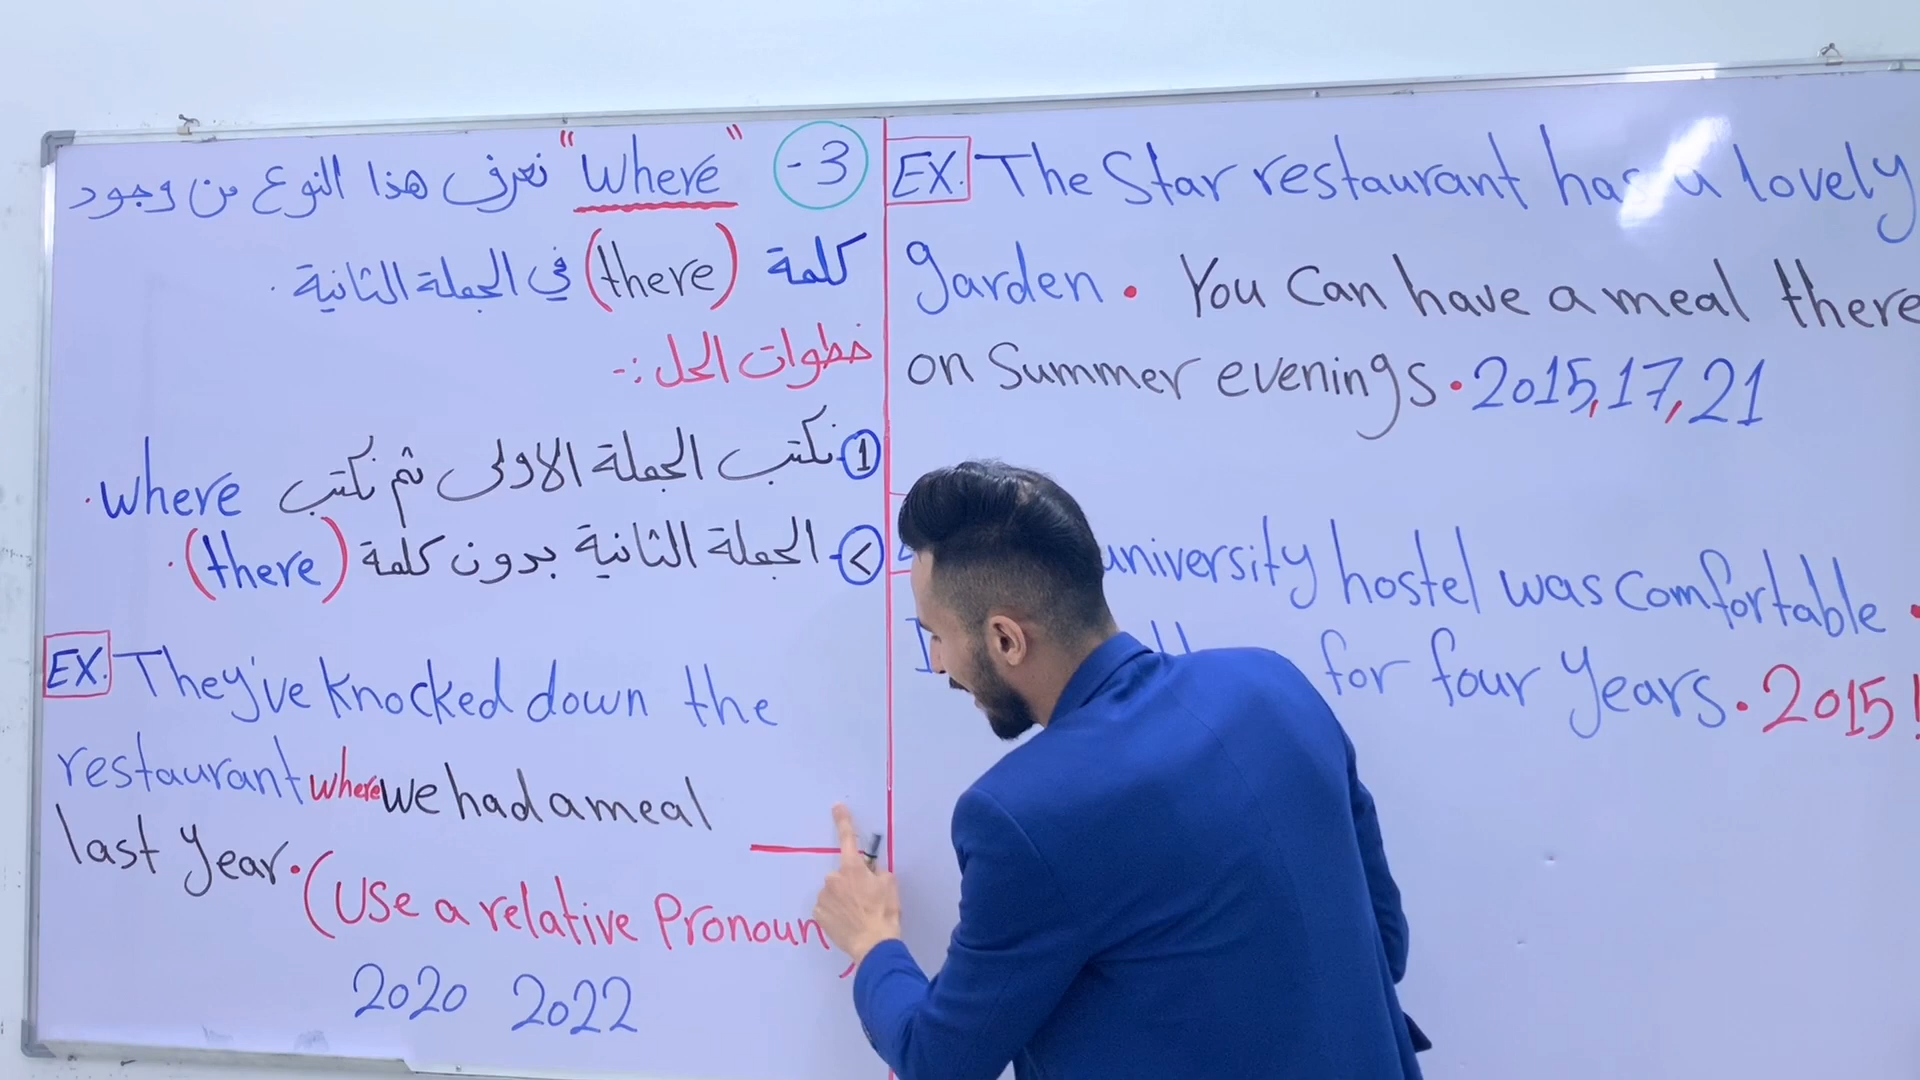 3- "Where" نعرف هذا النوع من وجود
كلمة (there) في الجملة الثانية.
خطوات الحل :-
1- نكتب الجملة الاولى ثم نكتب where.
2- الجملة الثانية بدون كلمة (there).
EX. They've knocked down the
restaurant where we had a meal
last year. (Use a relative Pronoun)
2020 2022
EX. The Star restaurant has a lovely
garden. You Can have a meal there
on Summer evenings. 2015, 17, 21
university hostel was Comfortable.
for four years. 2015!